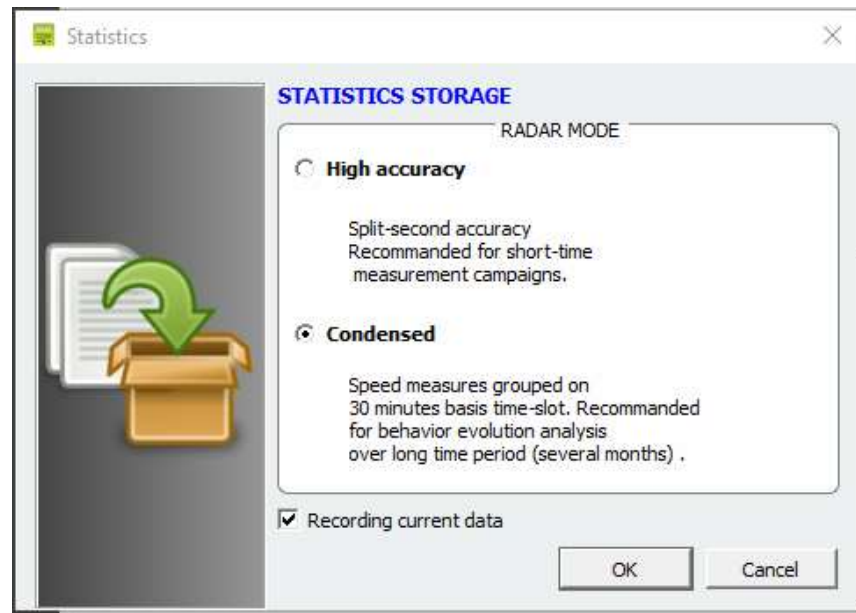 Statistics
STATISTICS STORAGE
RADAR MODE
High accuracy
Split-second accuracy
Recommanded for short-time
measurement campaigns.
Condensed
Speed measures grouped on
30 minutes basis time-slot. Recommanded
for behavior evolution analysis
over long time period (several months) .
Recording current data
OK Cancel